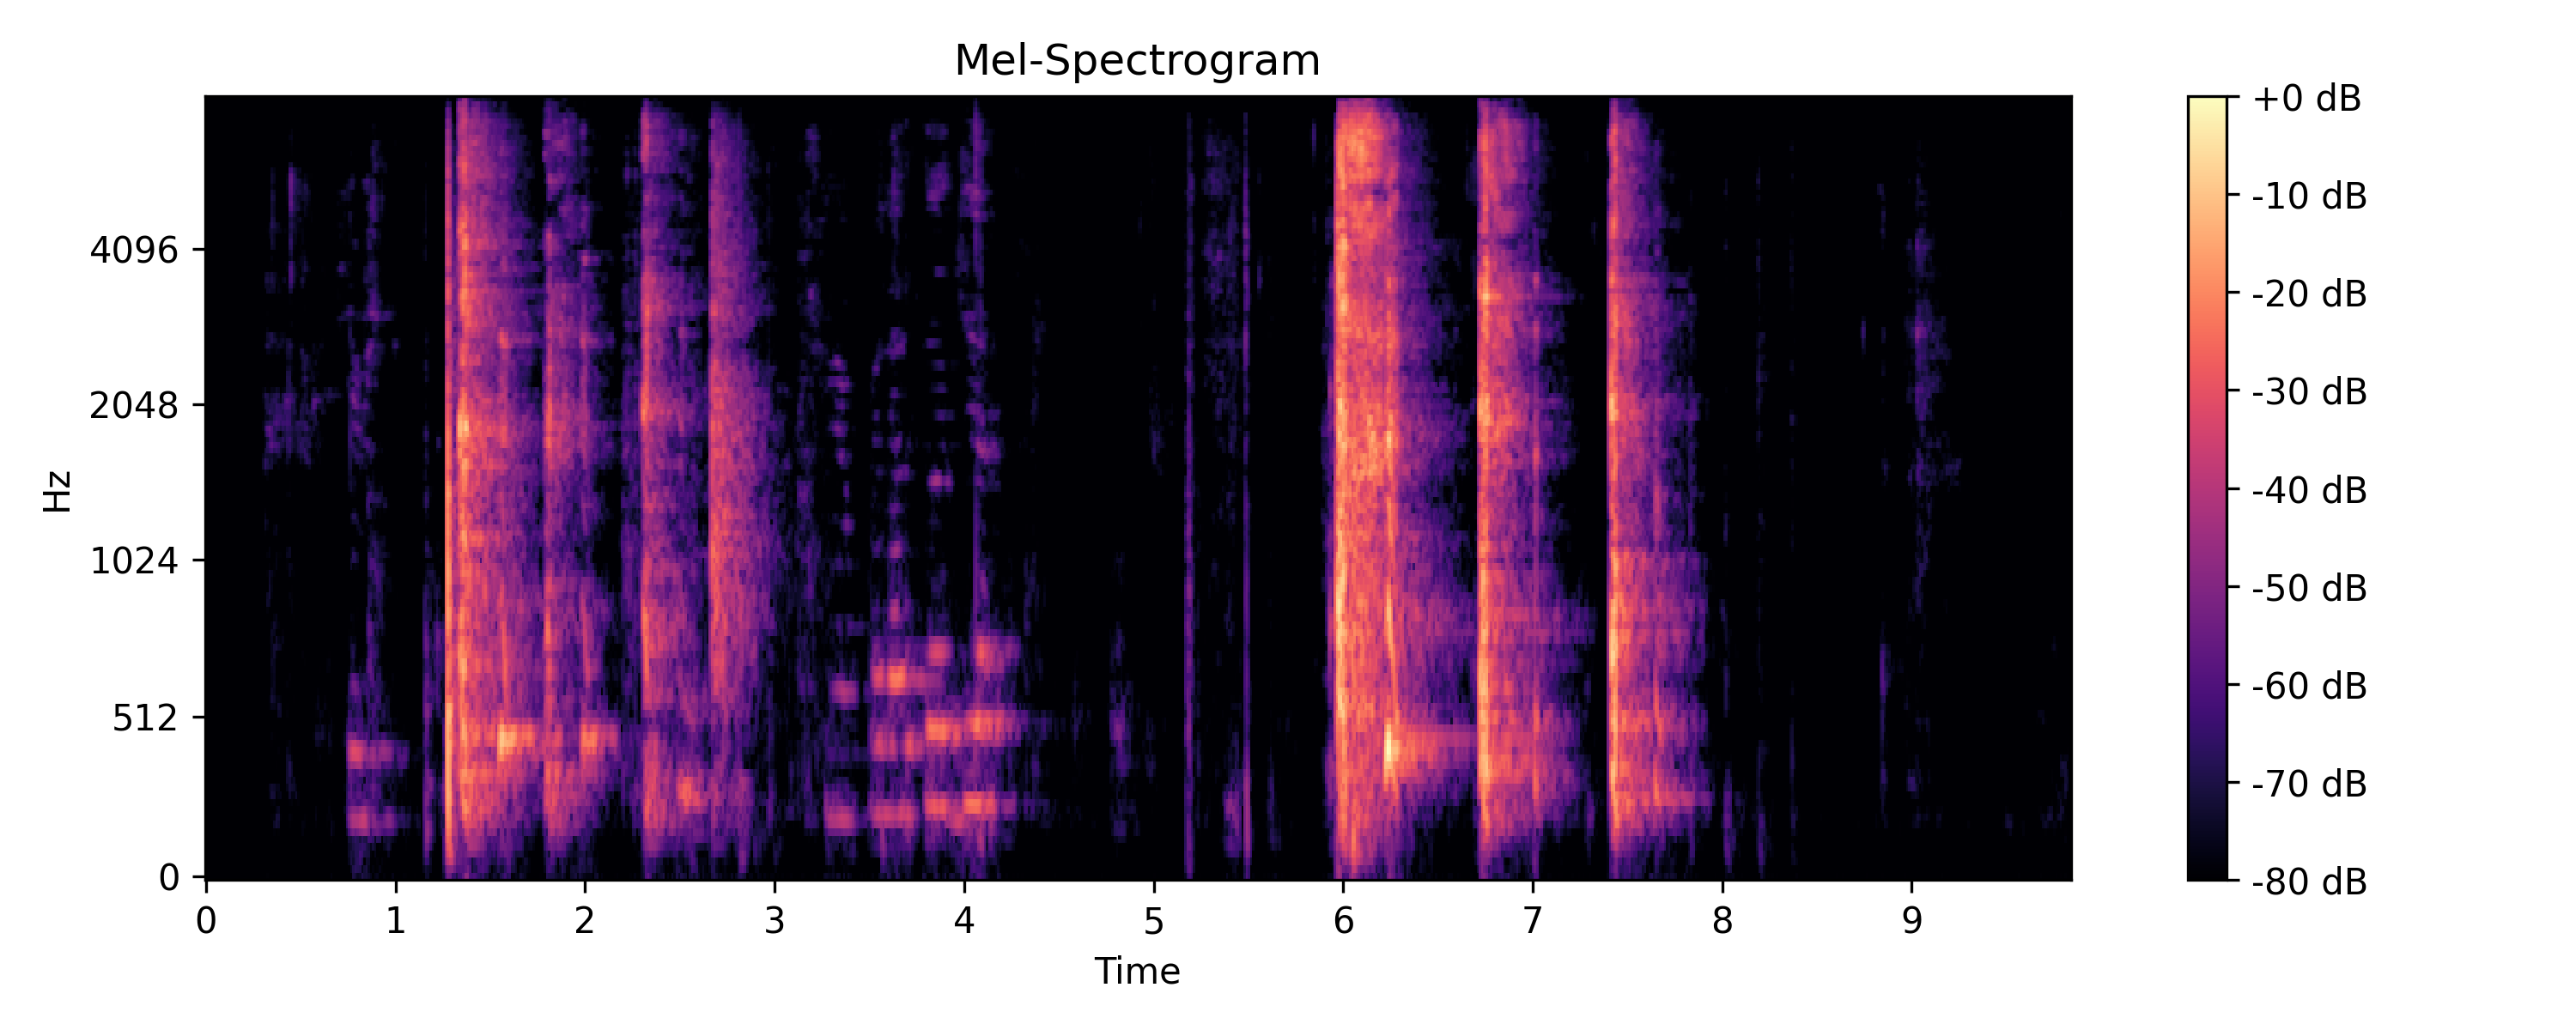 Mel-Spectrogram
+0 dB
-10 dB
-20 dB
-30 dB
-40 dB
-50 dB
-60 dB
-70 dB
-80 dB
Hz
4096
2048
1024
512
0
0 1 2 3 4 5 6 7 8 9
Time